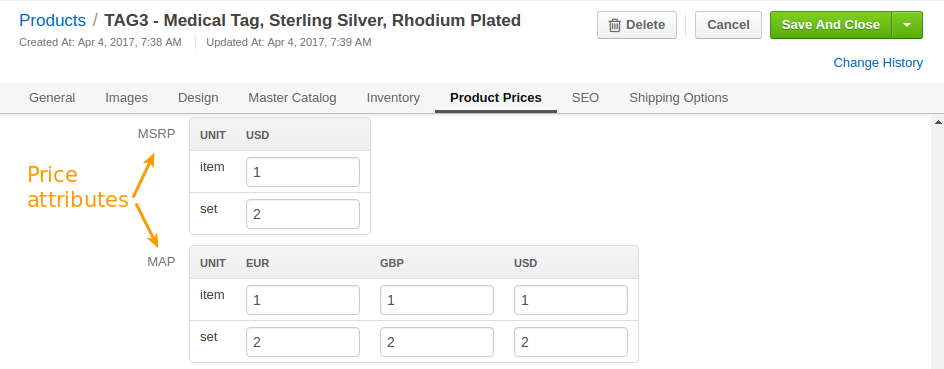 Products / TAG3 - Medical Tag, Sterling Silver, Rhodium Plated
Delete
Cancel
Save And Close
Created At: Apr 4, 2017, 7:38 AM
Updated At: Apr 4, 2017, 7:39 AM
Change History
General Images Design Master Catalog Inventory Product Prices SEO Shipping Options
MSRP
UNIT USD
item 1
set 2
Price
attributes
MAP
UNIT EUR GBP USD
item 1 1 1
set 2 2 2